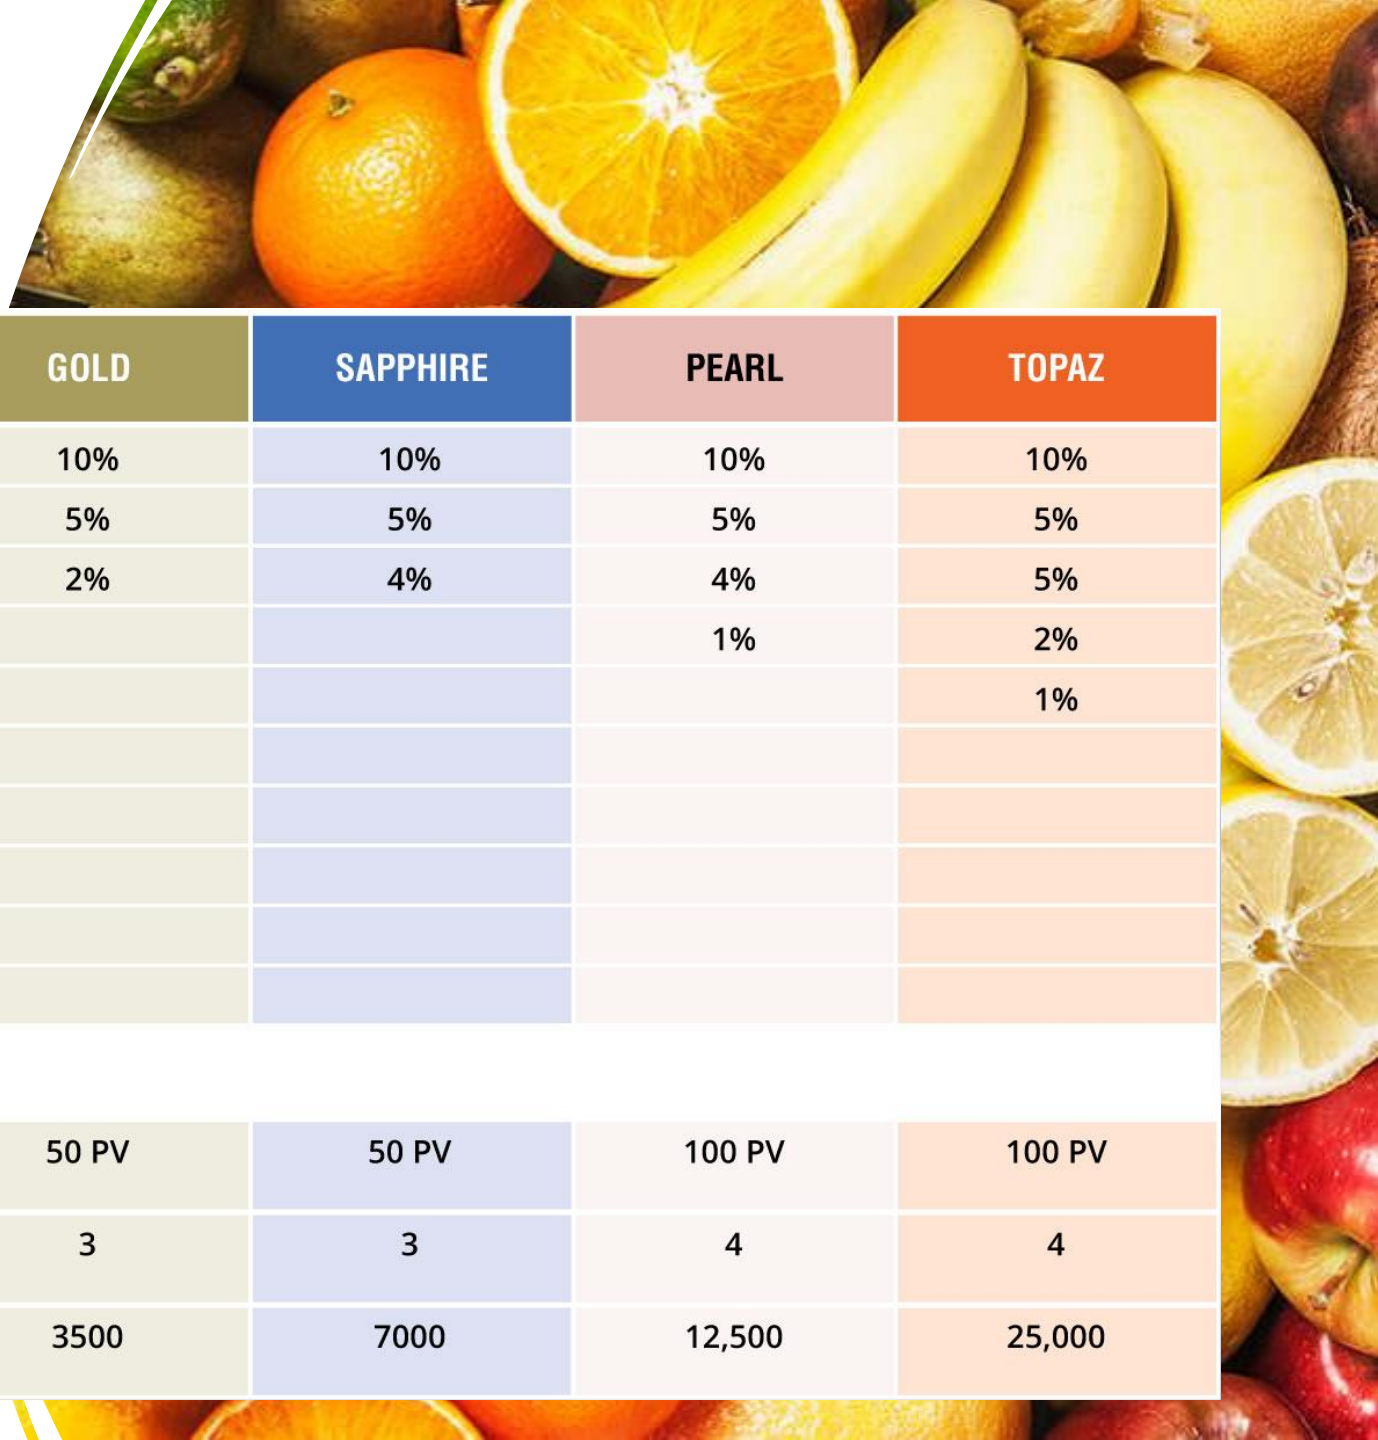 GOLD SAPPHIRE PEARL TOPAZ
10% 10% 10% 10%
5% 5% 5% 5%
2% 4% 4% 5%
1% 2%
1%
50 PV 50 PV 100 PV 100 PV
3 3 4 4
3500 7000 12,500 25,000